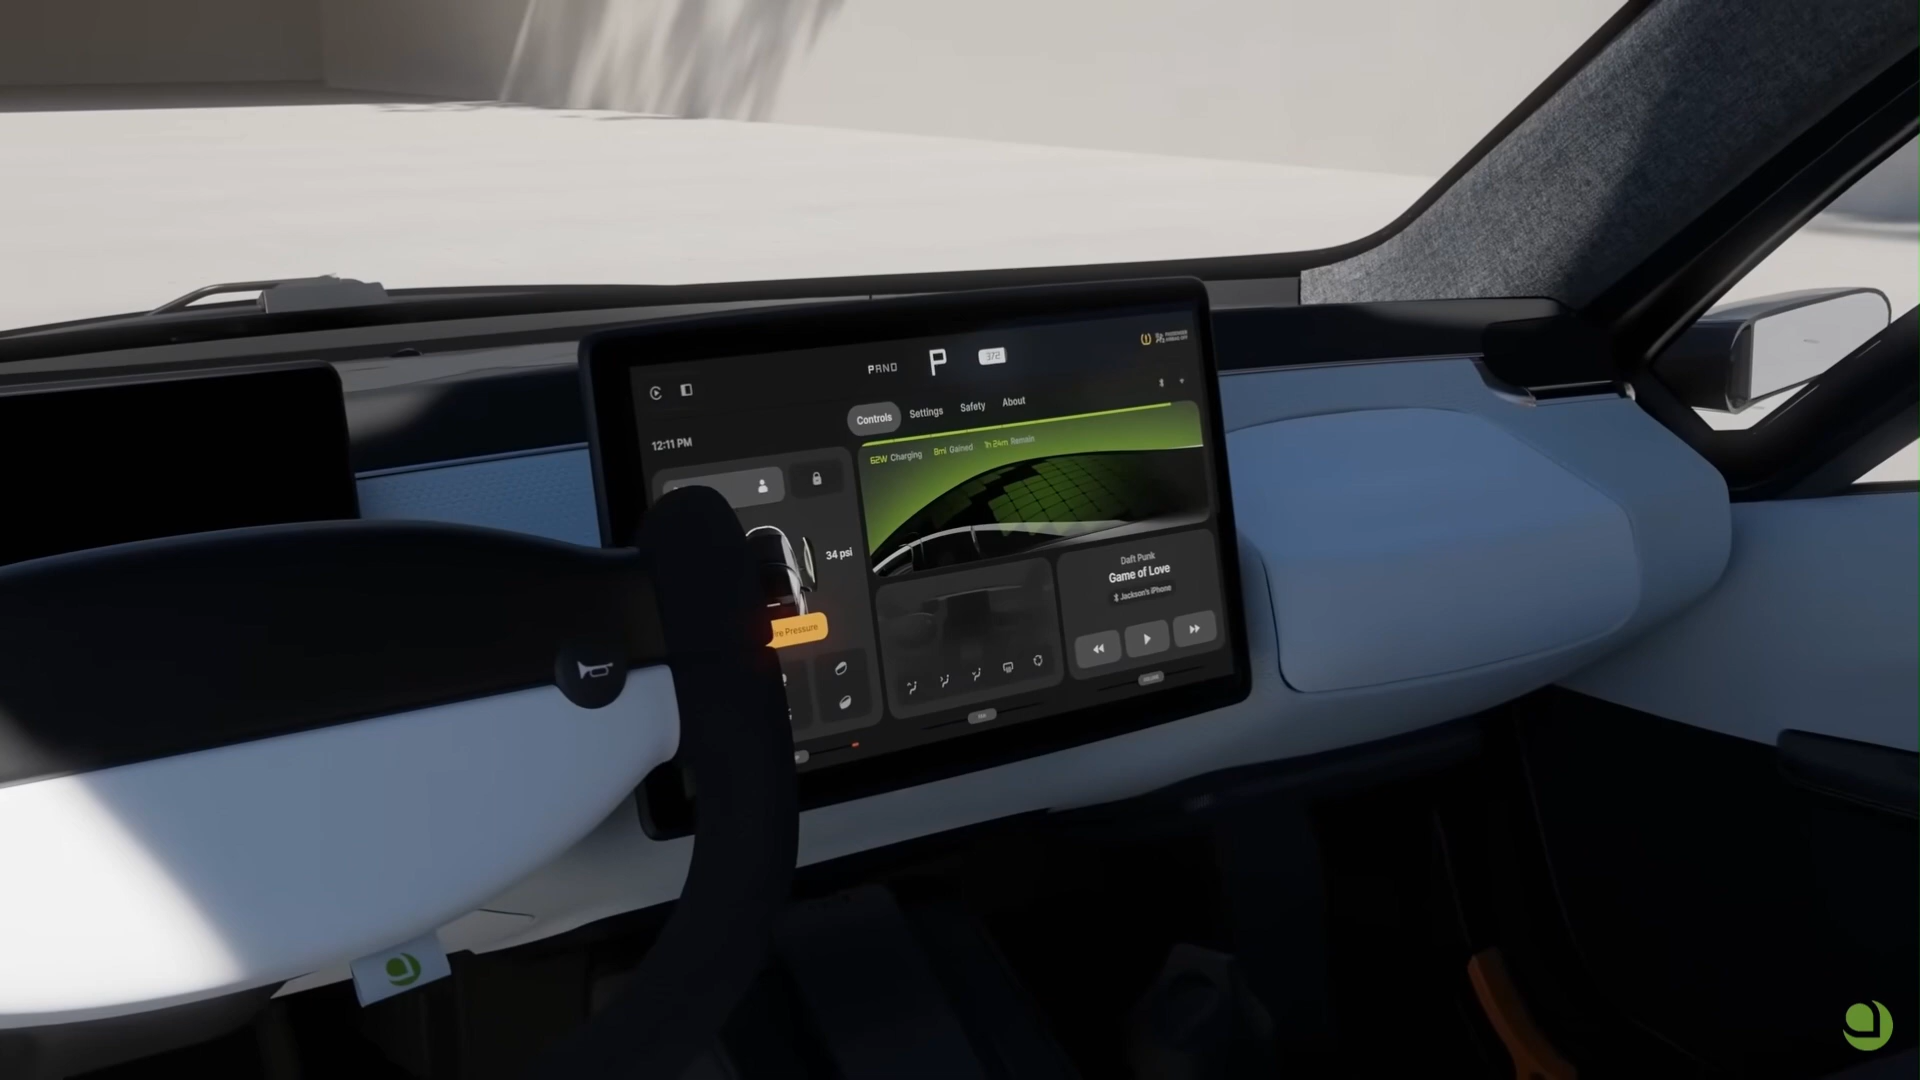 PRND
P
372
Controls
Settings
Safety
About
12:11 PM
62W Charging
8mi Gained
1h 24m Remain
34 psi
Pressure
Daft Punk
Game of Love
Jackson's iPhone
VOLUME